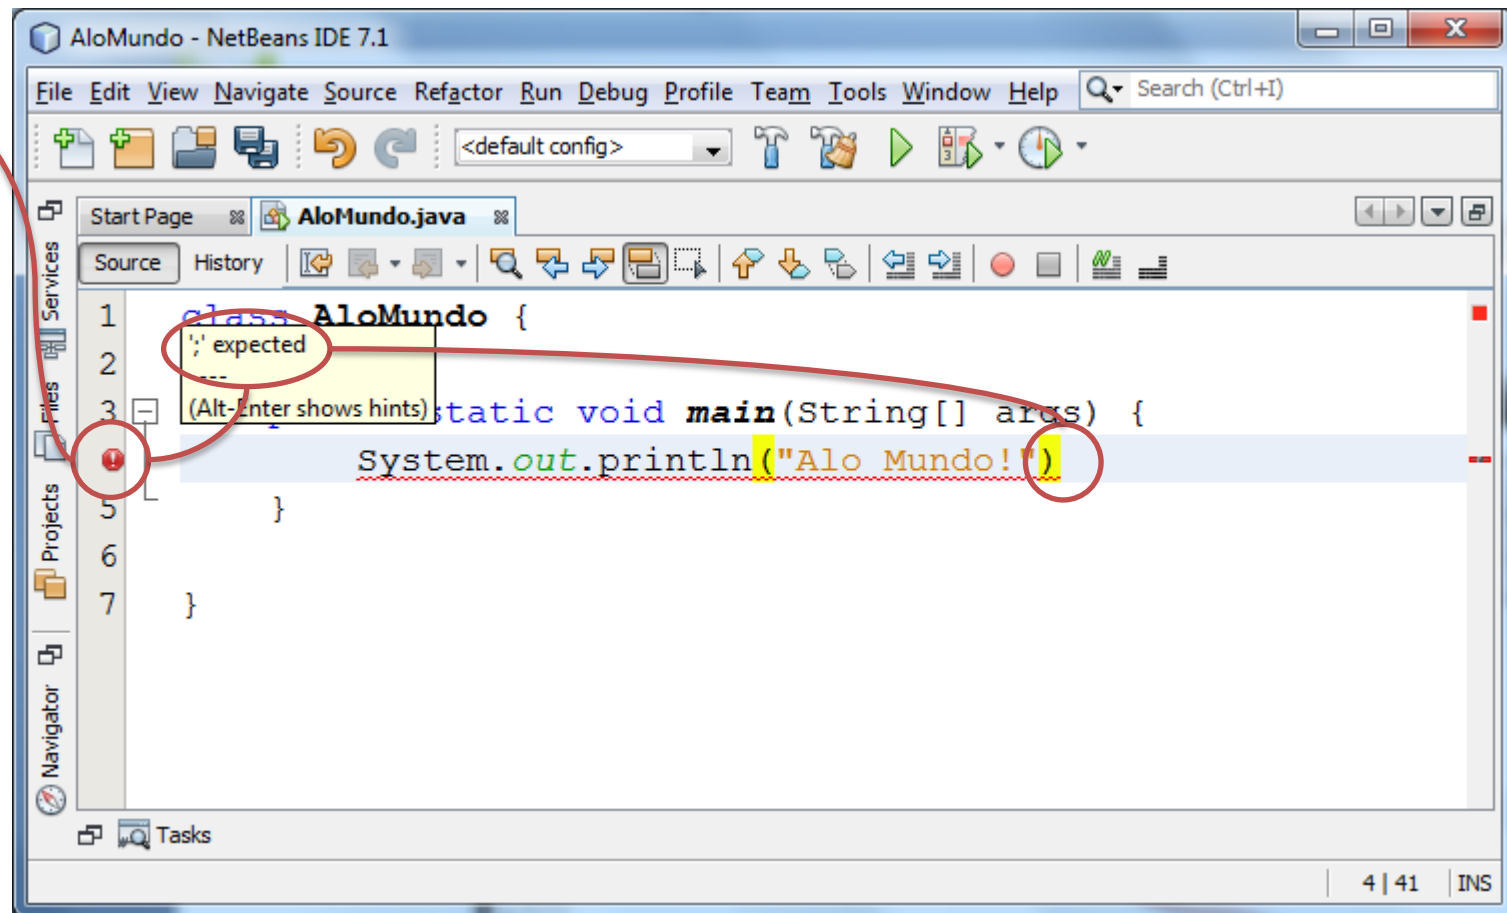 AloMundo - NetBeans IDE 7.1
File Edit View Navigate Source Refactor Run Debug Profile Team Tools Window Help Search (Ctrl+I)
<default config>
Start Page AloMundo.java
Source History
Services
Files
Projects
Navigator
1 class AloMundo {
';' expected
2
----
(Alt-Enter shows hints)
3 static void main(String[] args) {
System.out.println("Alo Mundo!")
5 }
6
7 }
Tasks
4 | 41 INS